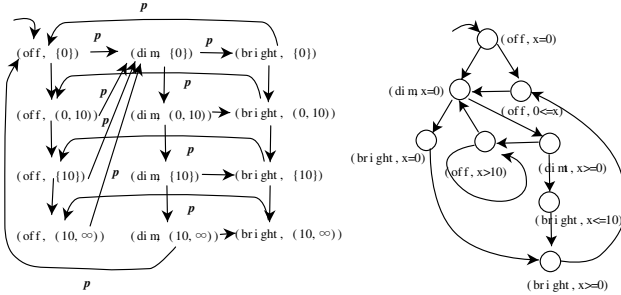 p
(off, {0})
p
(dim, {0})
p
(bright, {0})
p
p
(off, (0, 10))
p
(dim, (0, 10))
(bright, (0, 10))
p
(off, {10})
p
(dim, {10})
(bright, {10})
p
(off, (10, ∞))
(dim, (10, ∞))
(bright, (10, ∞))
p
(off, x=0)
(dim, x=0)
(off, 0<=x)
(bright, x=0)
(off, x>10)
(dim, x>=0)
(bright, x<=10)
(bright, x>=0)